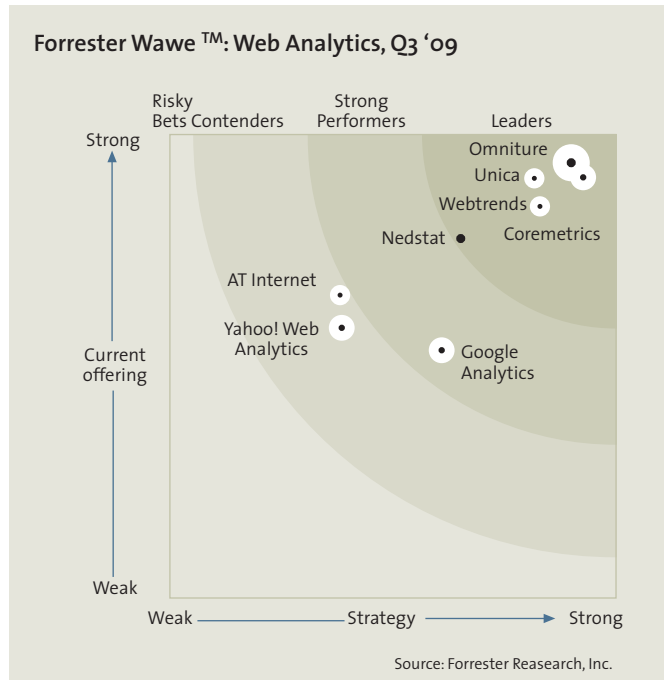 Forrester Wawe ™: Web Analytics, Q3 ‘09
Risky
Bets Contenders
Strong
Performers
Leaders
Strong
Omniture
Unica
Webtrends
Nedstat
Coremetrics
AT Internet
Yahoo! Web
Analytics
Google
Analytics
Current
offering
Weak
Weak
Strategy
Strong
Source: Forrester Reasearch, Inc.